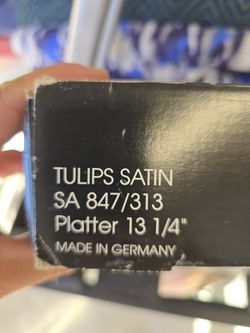 TULIPS SATIN
SA 847/313
Platter 13 1/4"
MADE IN GERMANY